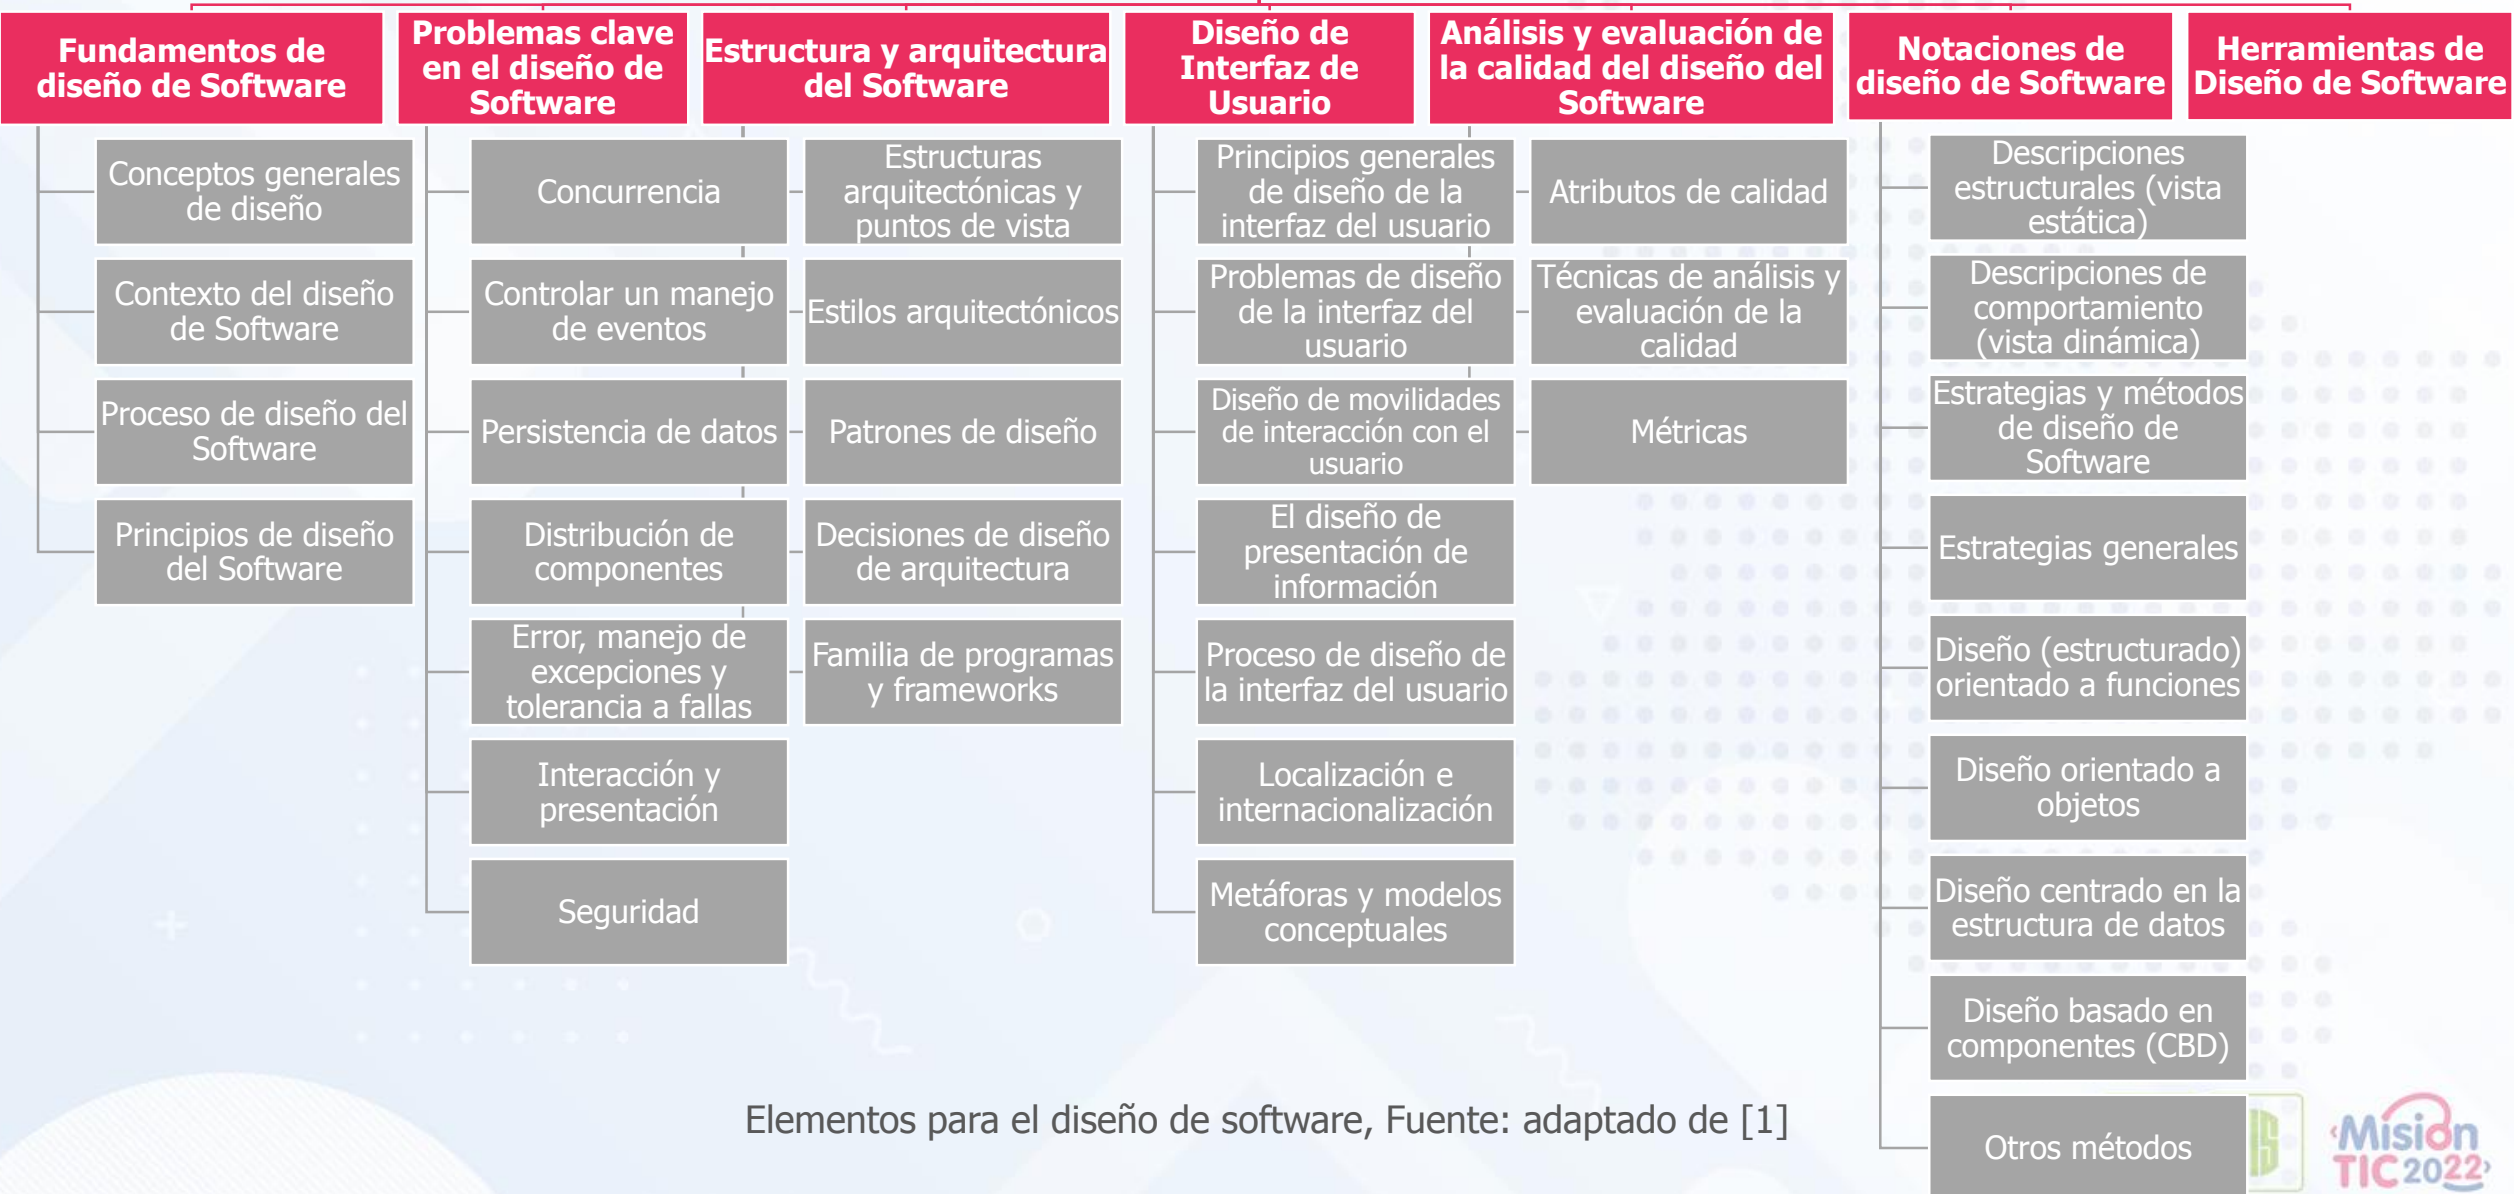 Fundamentos de
diseño de Software
Conceptos generales
de diseño
Contexto del diseño
de Software
Proceso de diseño del
Software
Principios de diseño
del Software
Problemas clave
en el diseño de
Software
Concurrencia
Controlar un manejo
de eventos
Persistencia de datos
Distribución de
componentes
Error, manejo de
excepciones y
tolerancia a fallas
Interacción y
presentación
Seguridad
Estructura y arquitectura
del Software
Estructuras
arquitectónicas y
puntos de vista
Estilos arquitectónicos
Patrones de diseño
Decisiones de diseño
de arquitectura
Familia de programas
y frameworks
Diseño de
Interfaz de
Usuario
Principios generales
de diseño de la
interfaz del usuario
Problemas de diseño
de la interfaz del
usuario
Diseño de movilidades
de interacción con el
usuario
El diseño de
presentación de
información
Proceso de diseño de
la interfaz del usuario
Localización e
internacionalización
Metáforas y modelos
conceptuales
Análisis y evaluación de
la calidad del diseño del
Software
Atributos de calidad
Técnicas de análisis y
evaluación de la
calidad
Métricas
Notaciones de
diseño de Software
Descripciones
estructurales (vista
estática)
Descripciones de
comportamiento
(vista dinámica)
Estrategias y métodos
de diseño de
Software
Estrategias generales
Diseño (estructurado)
orientado a funciones
Diseño orientado a
objetos
Diseño centrado en la
estructura de datos
Diseño basado en
componentes (CBD)
Otros métodos
Herramientas de
Diseño de Software
Elementos para el diseño de software, Fuente: adaptado de [1]
‹Misión
TIC 2022›